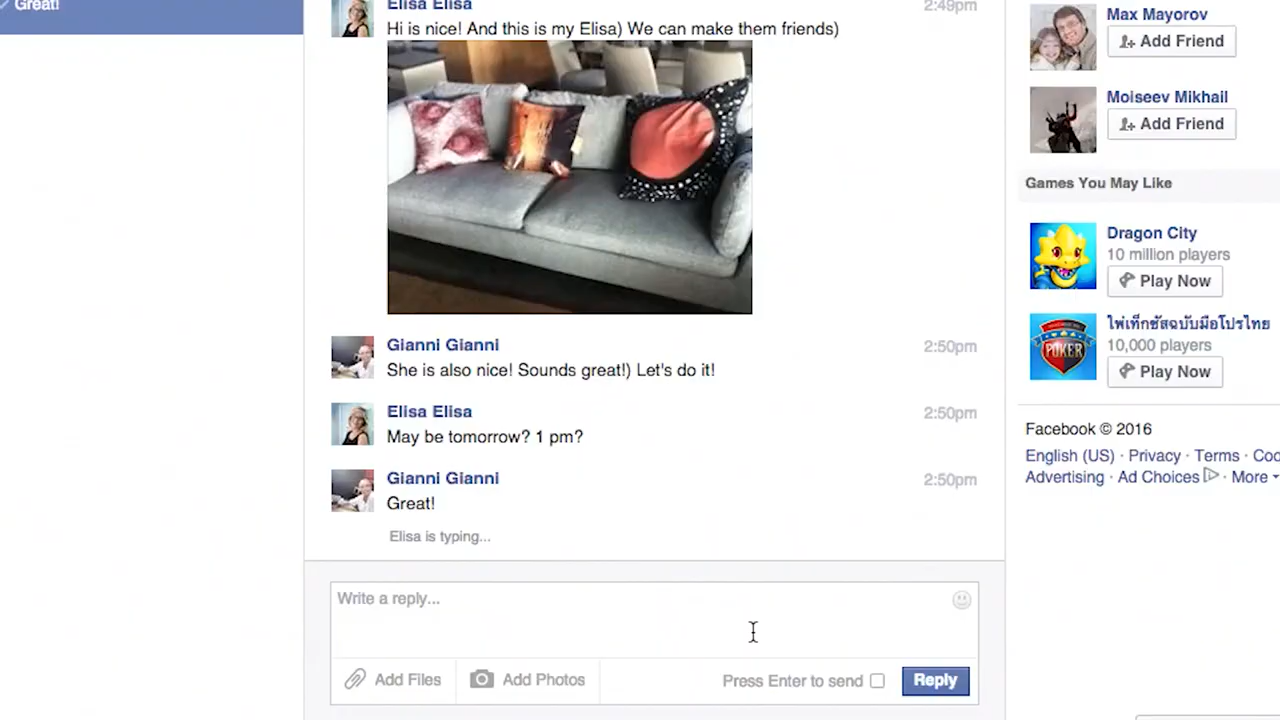 Great!
Elisa Elisa
2:49pm
Hi is nice! And this is my Elisa) We can make them friends)
Gianni Gianni
2:50pm
She is also nice! Sounds great!) Let's do it!
Elisa Elisa
2:50pm
May be tomorrow? 1 pm?
Gianni Gianni
2:50pm
Great!
Elisa is typing...
Write a reply...
Add Files
Add Photos
Press Enter to send
Reply
Max Mayorov
Add Friend
Moiseev Mikhail
Add Friend
Games You May Like
Dragon City
10 million players
Play Now
POKER
ไพ่เท็กซัสฉบับมือโปรไทย
10,000 players
Play Now
Facebook © 2016
English (US) · Privacy · Terms · Coo
Advertising · Ad Choices · More